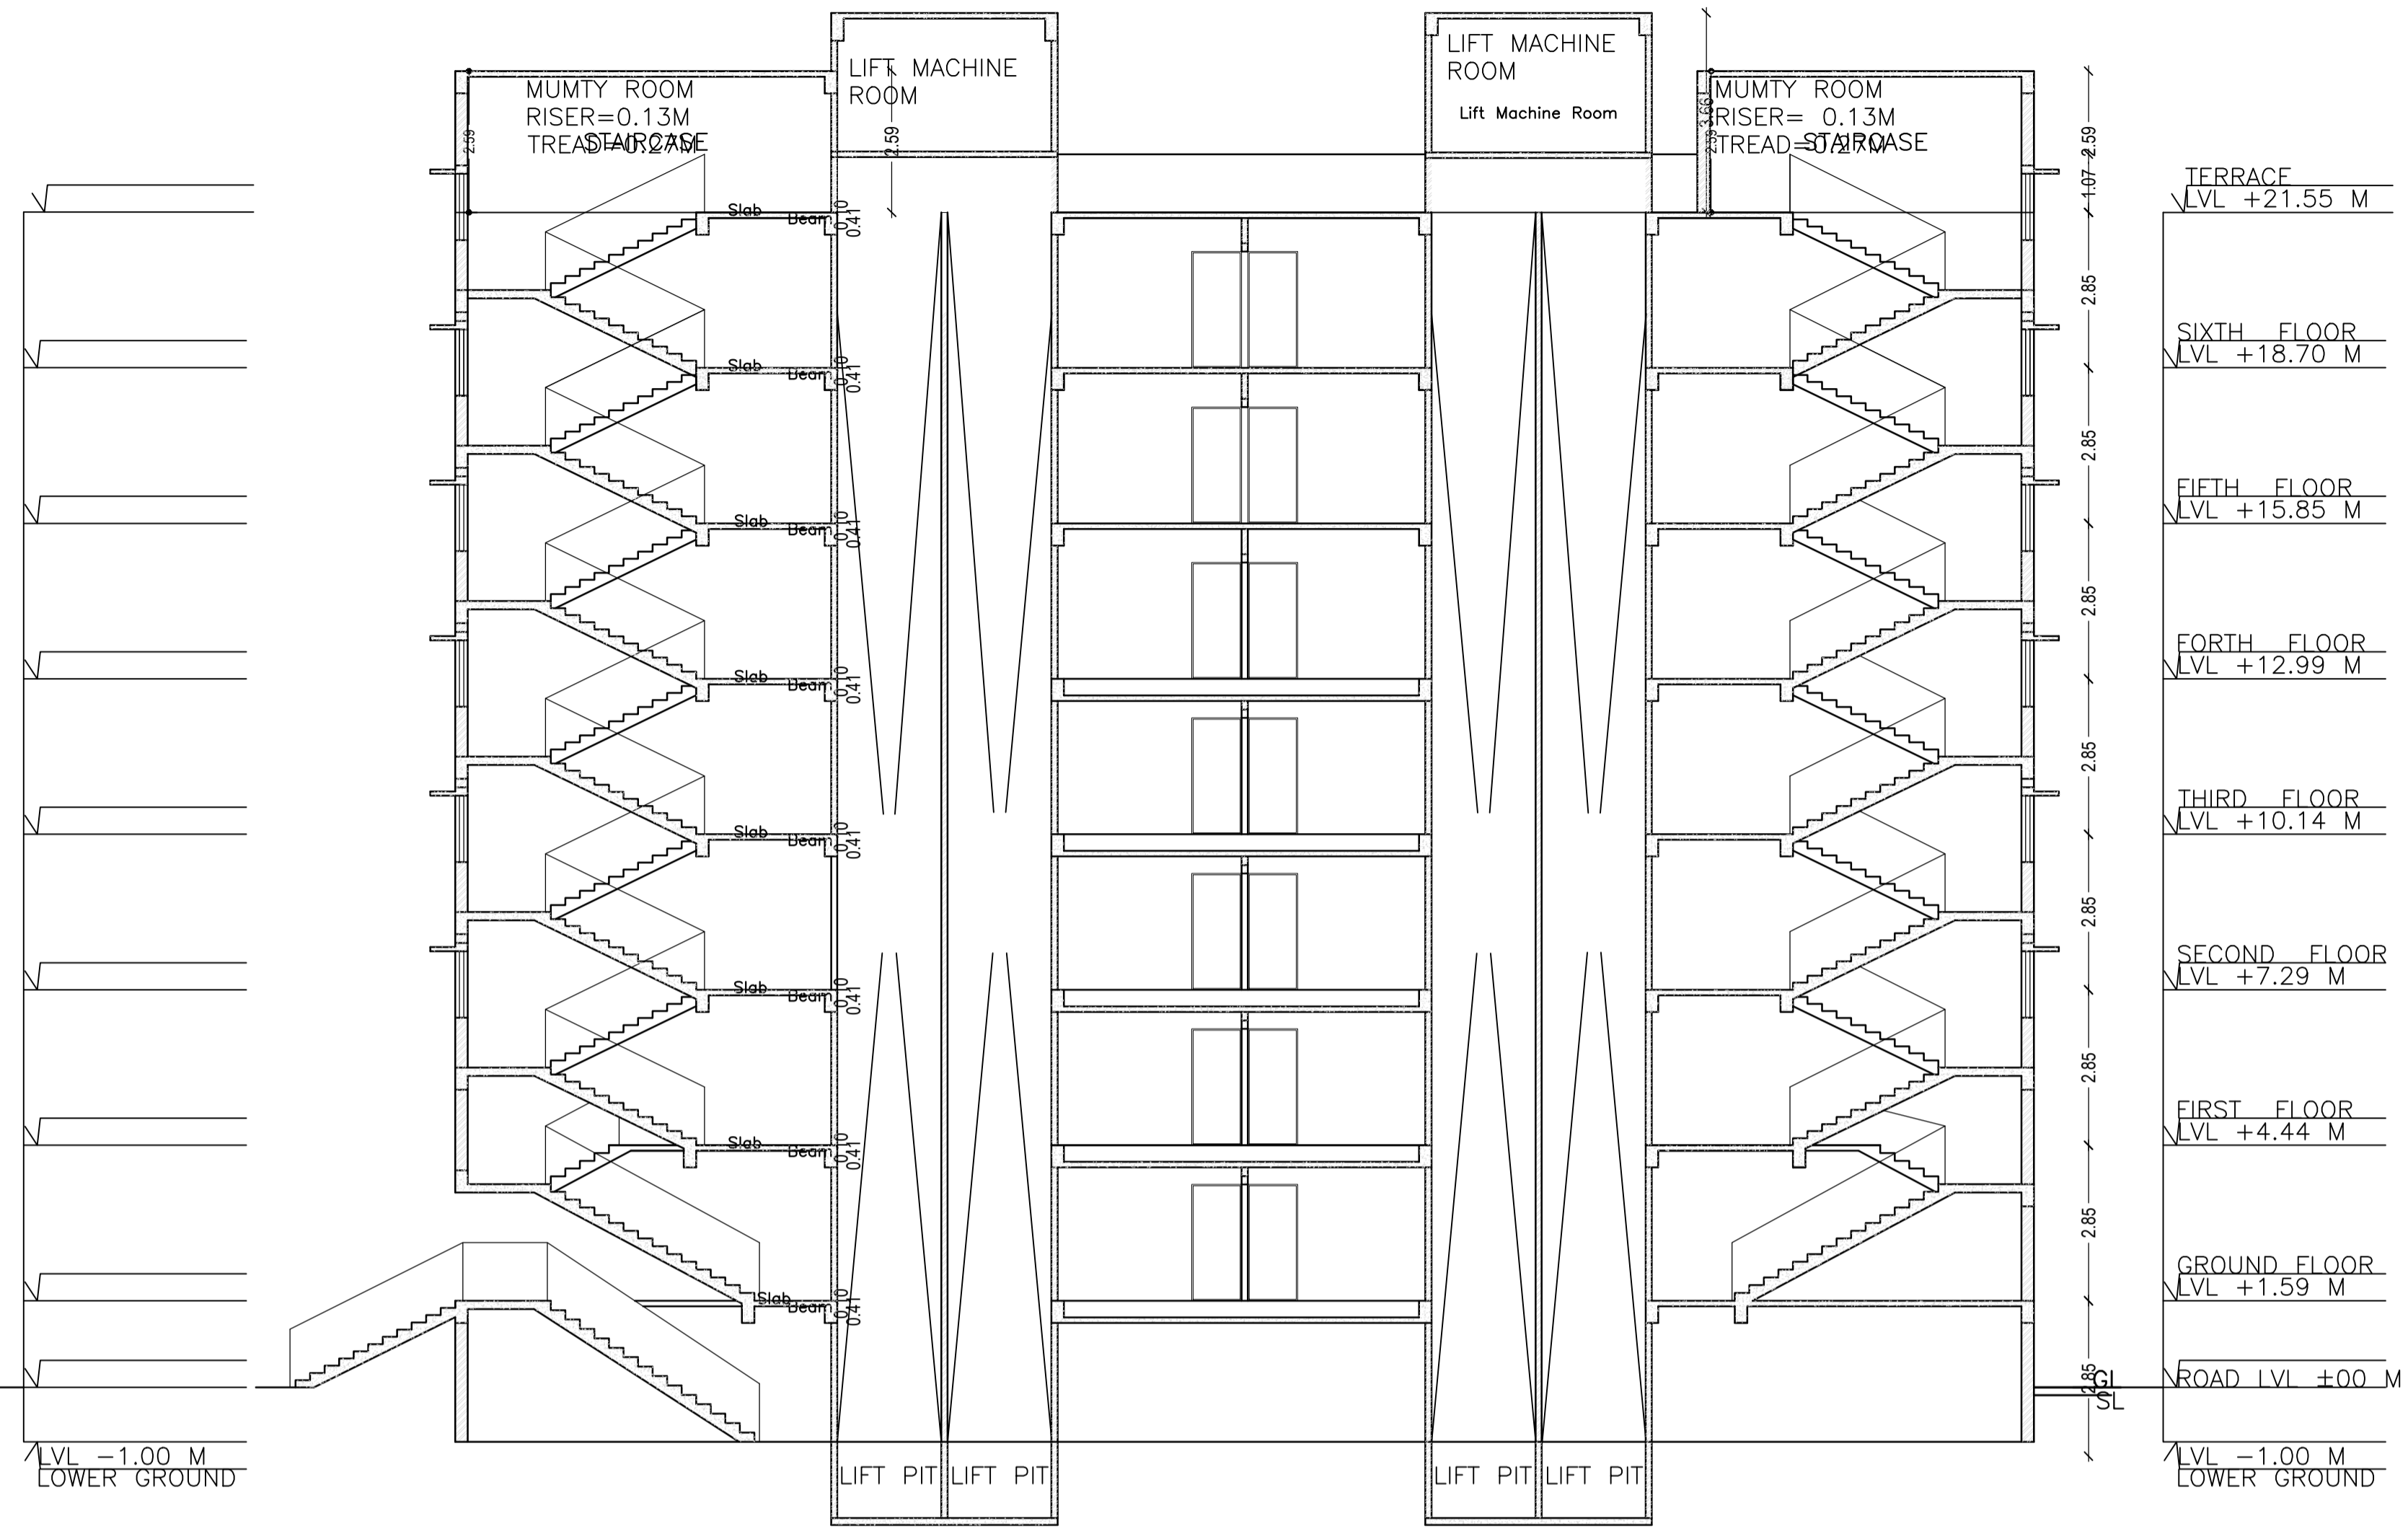 LIFT MACHINE
ROOM
LIFT MACHINE
ROOM
Lift Machine Room
MUMTY ROOM
RISER=0.13M
TREAD=0.27M
STAIRCASE
2.59
2.59
MUMTY ROOM
RISER= 0.13M
TREAD=0.27M
STAIRCASE
3.66
2.59
2.59
1.07
TERRACE
LVL +21.55 M
Slab
Beam
0.10
0.41
2.85
SIXTH FLOOR
LVL +18.70 M
Slab
Beam
0.10
0.41
2.85
FIFTH FLOOR
LVL +15.85 M
Slab
Beam
0.10
0.41
2.85
FORTH FLOOR
LVL +12.99 M
Slab
Beam
0.10
0.41
2.85
THIRD FLOOR
LVL +10.14 M
Slab
Beam
0.10
0.41
2.85
SECOND FLOOR
LVL +7.29 M
Slab
Beam
0.10
0.41
2.85
FIRST FLOOR
LVL +4.44 M
Slab
Beam
0.10
0.41
2.85
GROUND FLOOR
LVL +1.59 M
Slab
Beam
0.10
0.41
2.85
GL
ROAD LVL ±00 M
SL
LVL −1.00 M
LOWER GROUND
LIFT PIT LIFT PIT
LIFT PIT LIFT PIT
LVL −1.00 M
LOWER GROUND